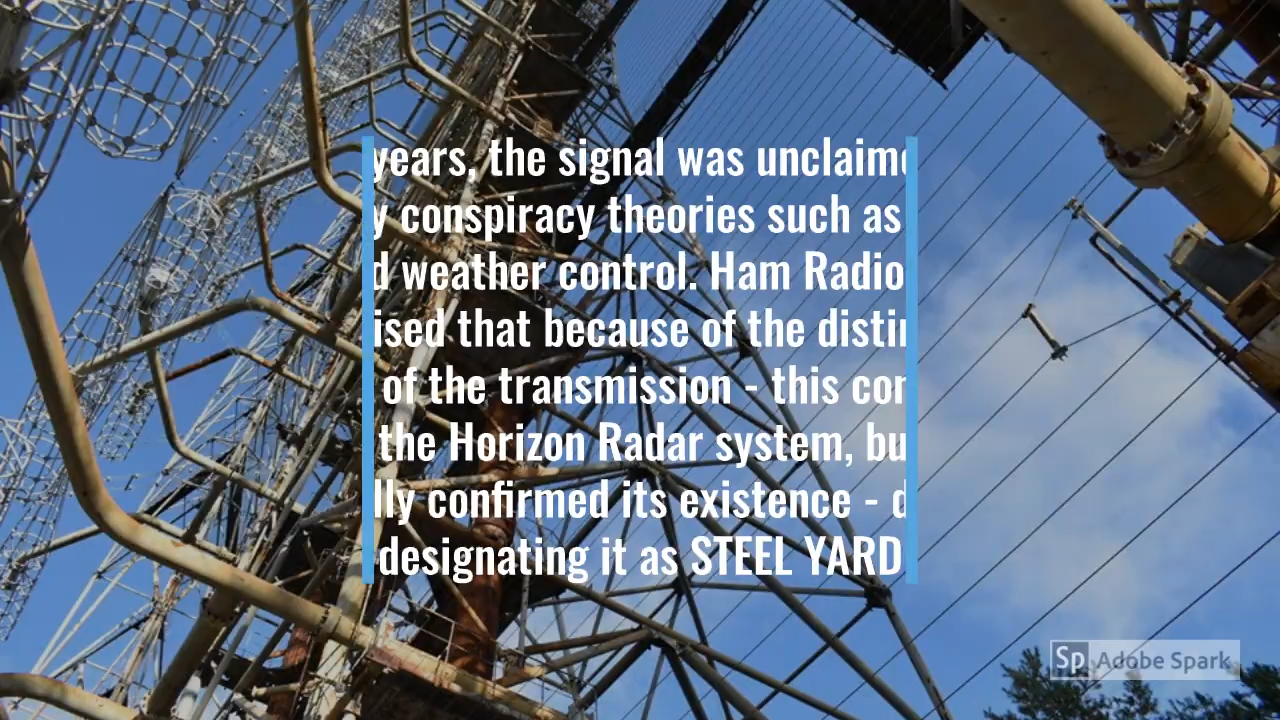 years, the signal was unclaime
y conspiracy theories such as
d weather control. Ham Radio
ised that because of the distin
of the transmission - this con
the Horizon Radar system, bu
lly confirmed its existence - d
designating it as STEEL YARD
Sp Adobe Spark